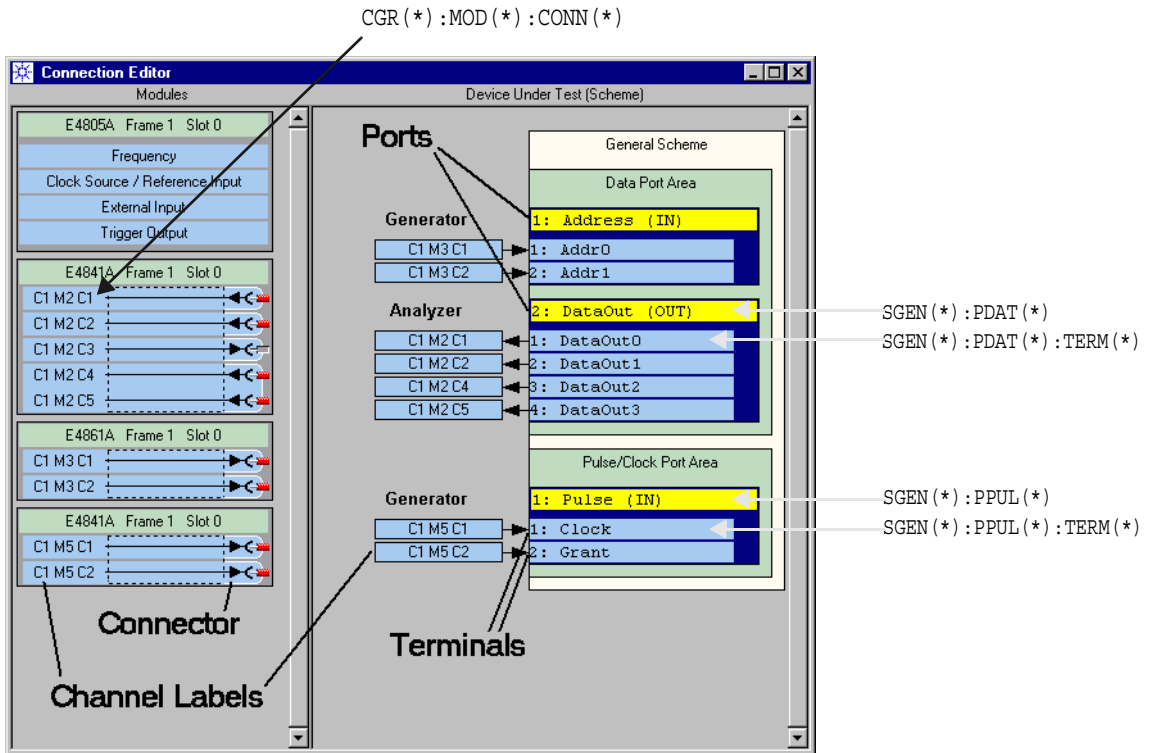 CGR(*):MOD(*):CONN(*)
Connection Editor
Modules
Device Under Test (Scheme)
E4805A Frame 1 Slot 0
Frequency
Clock Source / Reference Input
External Input
Trigger Output
E4841A Frame 1 Slot 0
C1 M2 C1
C1 M2 C2
C1 M2 C3
C1 M2 C4
C1 M2 C5
E4861A Frame 1 Slot 0
C1 M3 C1
C1 M3 C2
E4841A Frame 1 Slot 0
C1 M5 C1
C1 M5 C2
Connector
Channel Labels
Ports
General Scheme
Data Port Area
Generator
1: Address (IN)
C1 M3 C1
1: Addr0
C1 M3 C2
2: Addr1
Analyzer
2: DataOut (OUT)
SGEN(*):PDAT(*)
C1 M2 C1
1: DataOut0
SGEN(*):PDAT(*):TERM(*)
C1 M2 C2
2: DataOut1
C1 M2 C4
3: DataOut2
C1 M2 C5
4: DataOut3
Pulse/Clock Port Area
Generator
1: Pulse (IN)
SGEN(*):PPUL(*)
C1 M5 C1
1: Clock
SGEN(*):PPUL(*):TERM(*)
C1 M5 C2
2: Grant
Terminals